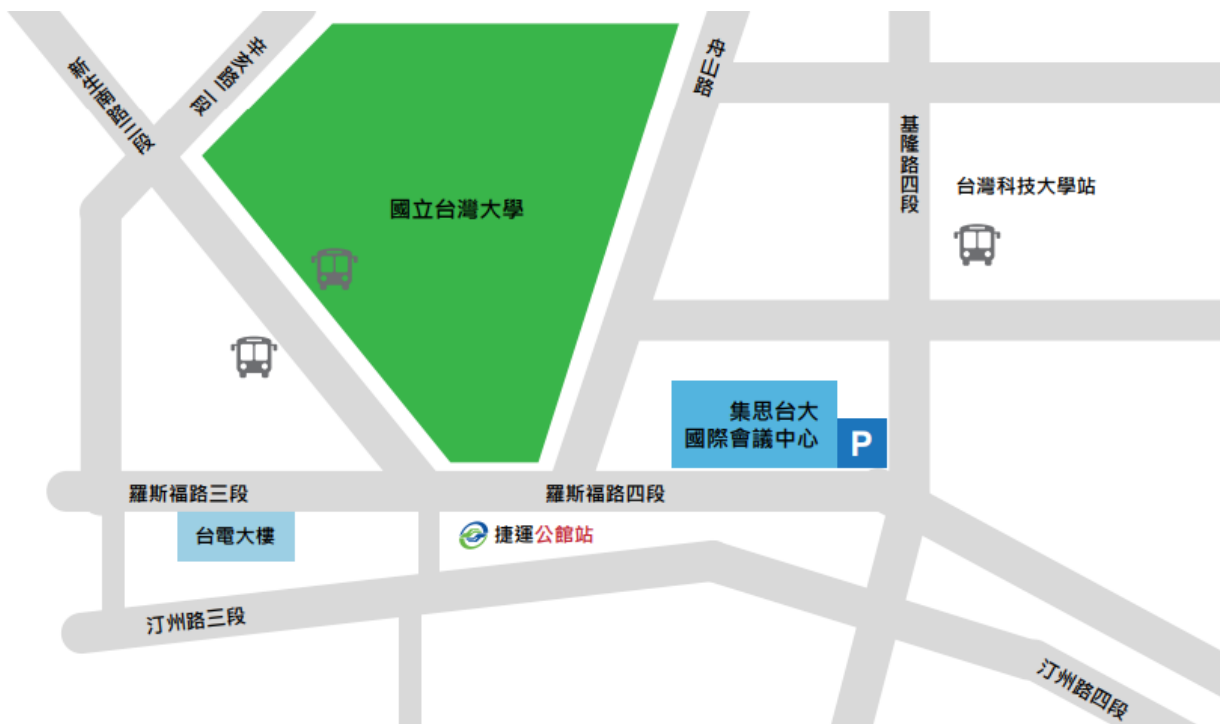 新生南路三段
辛亥路一段
舟山路
基隆路四段
台灣科技大學站
國立台灣大學
集思台大
國際會議中心
P
羅斯福路三段
羅斯福路四段
台電大樓
捷運公館站
汀州路三段
汀州路四段